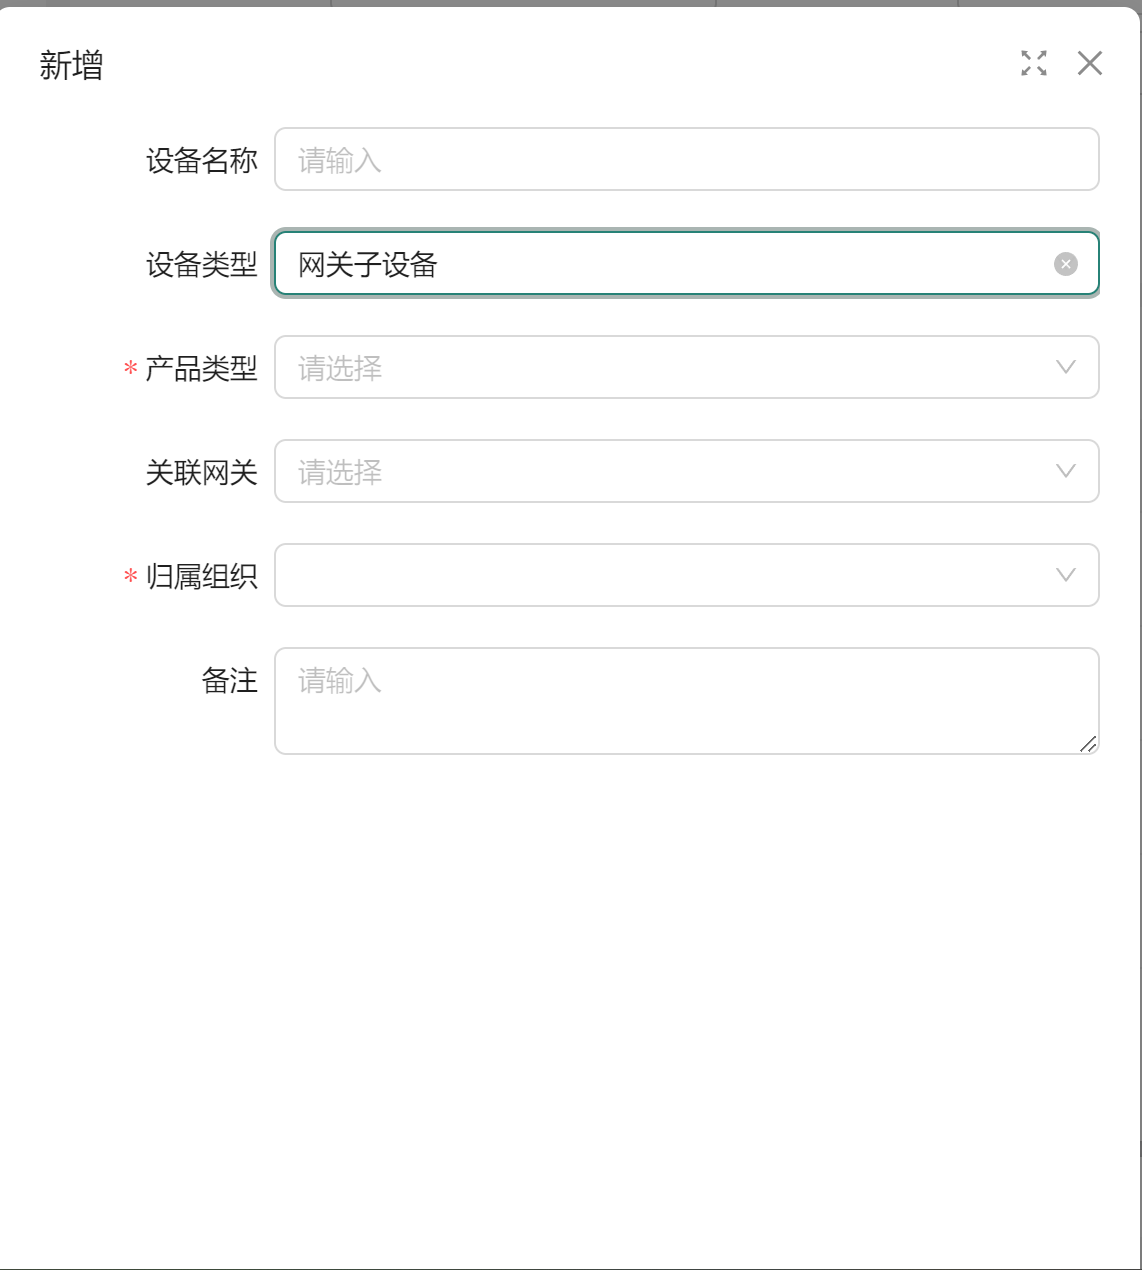 新增
设备名称 请输入
设备类型 网关子设备
* 产品类型 请选择
关联网关 请选择
* 归属组织
备注 请输入